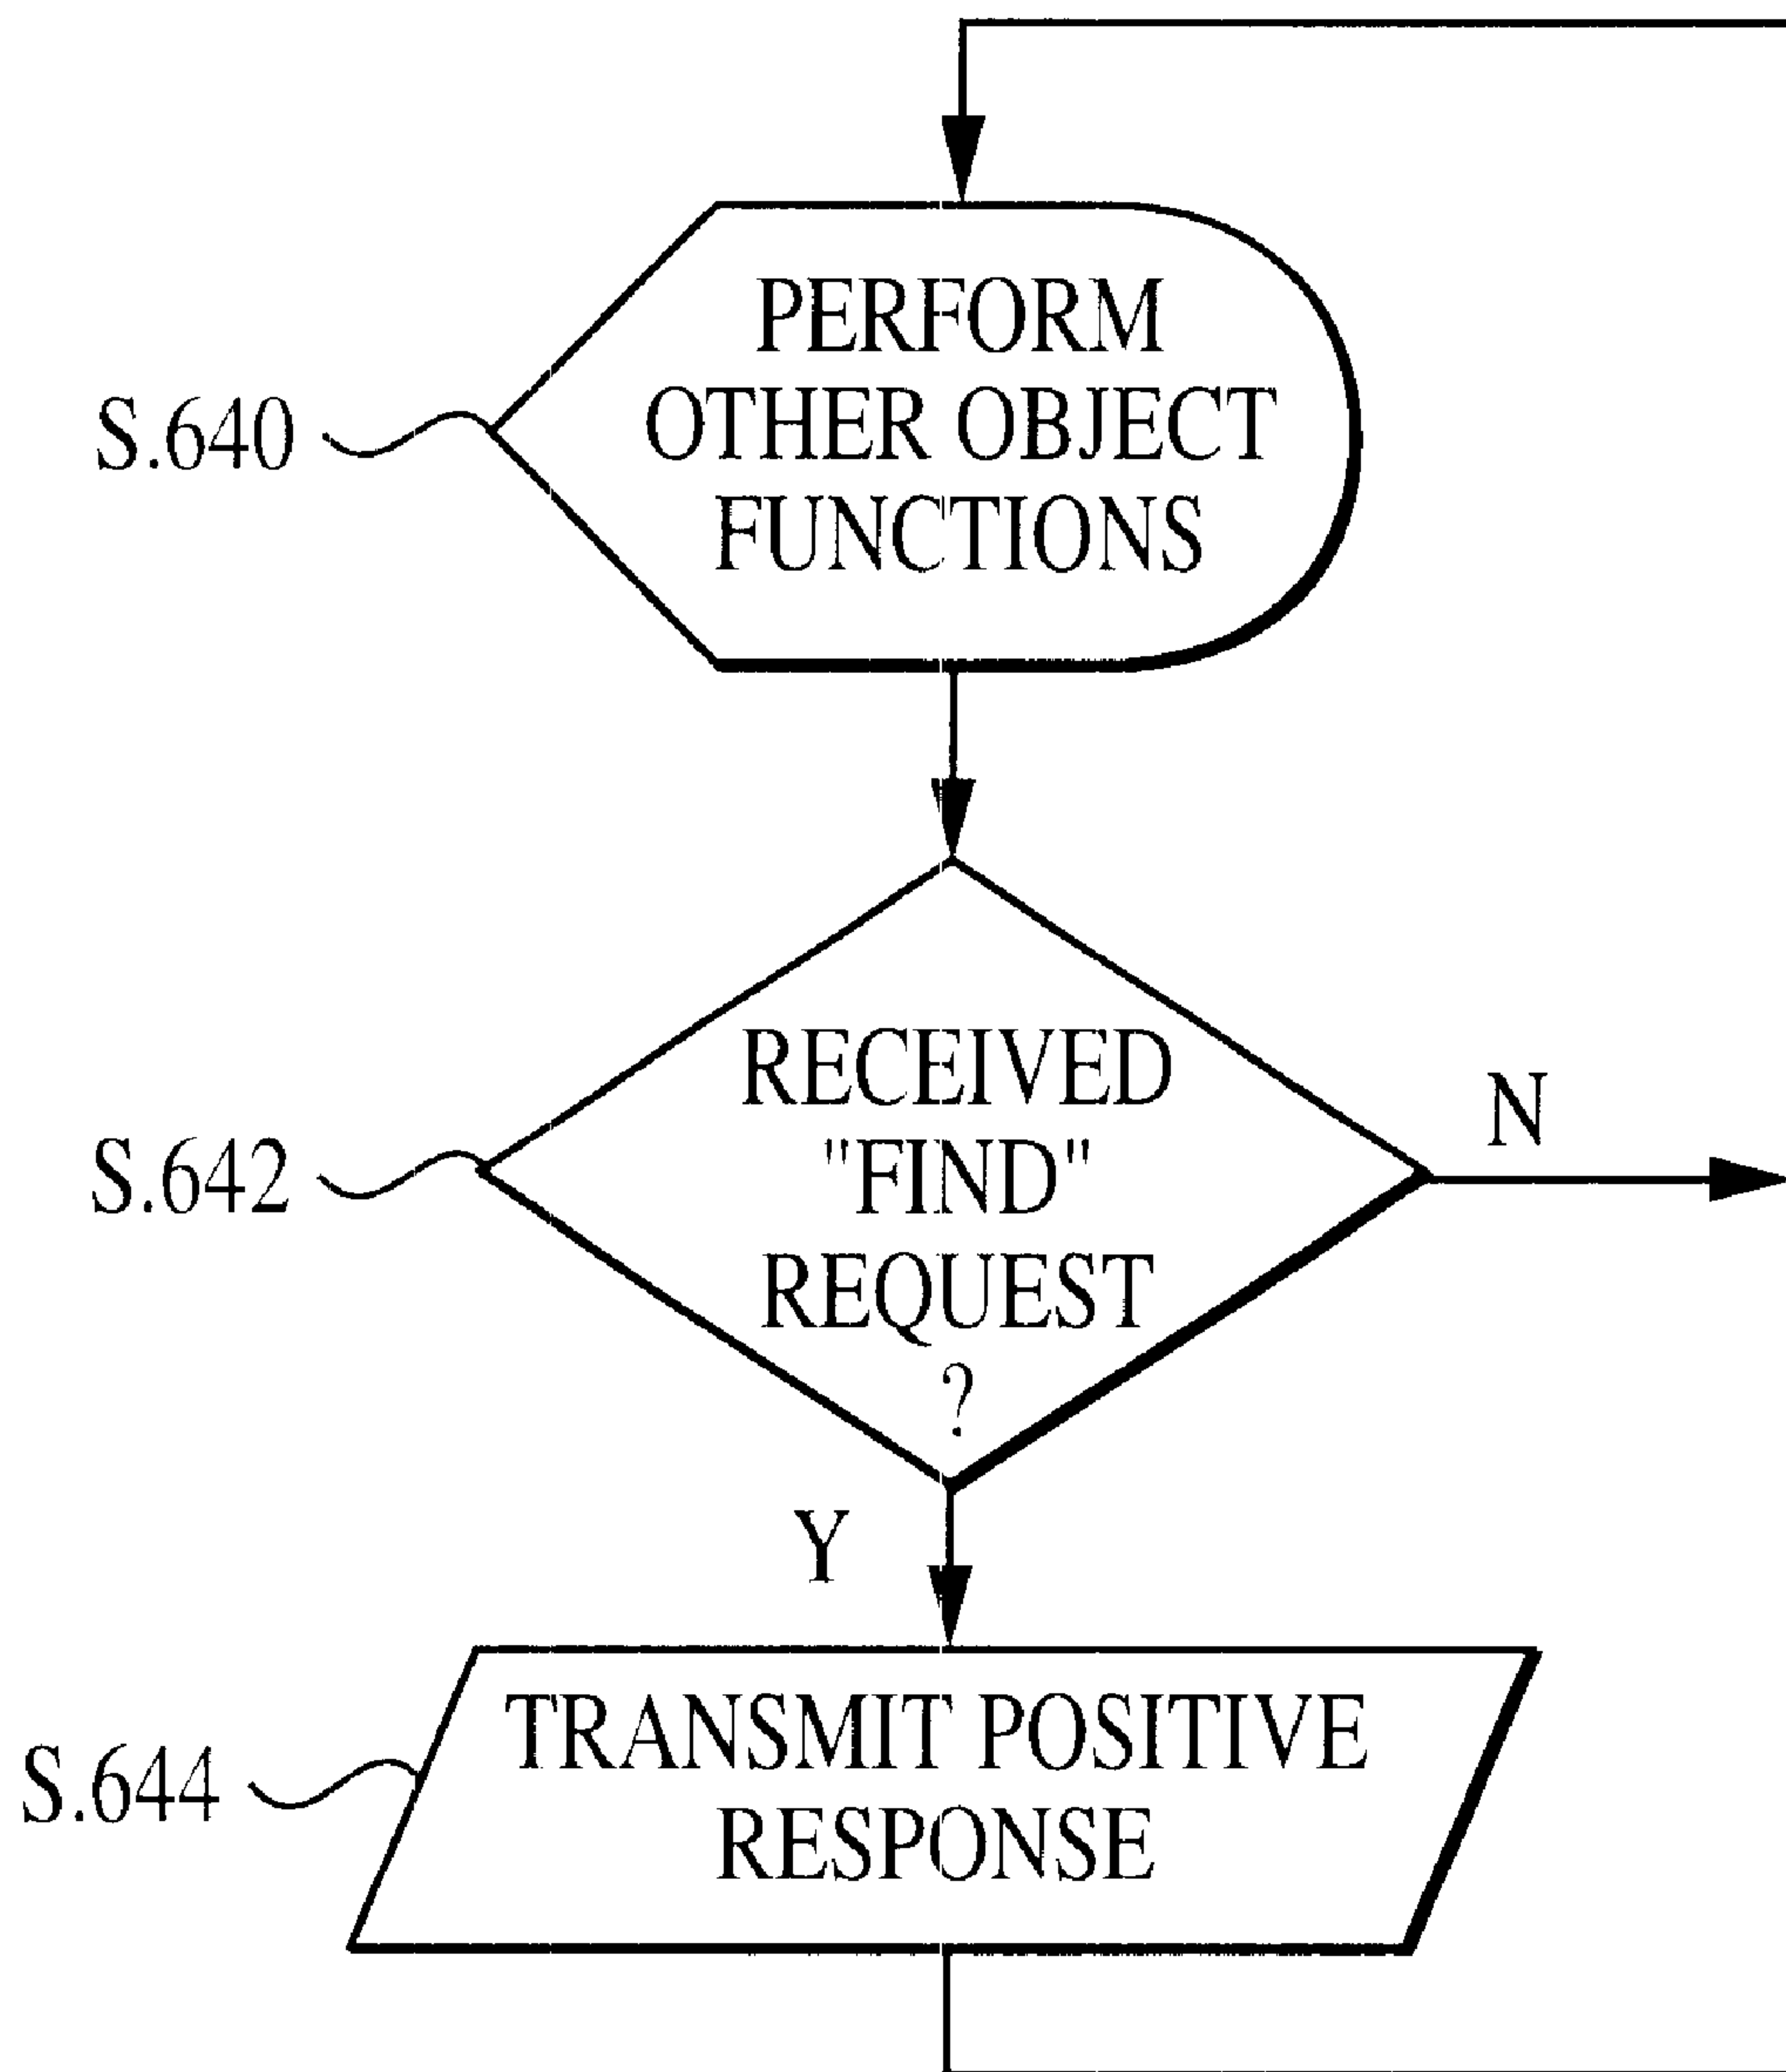 PERFORM
OTHER OBJECT
FUNCTIONS
S.640
RECEIVED
"FIND"
REQUEST
?
S.642
N
Y
TRANSMIT POSITIVE
RESPONSE
S.644